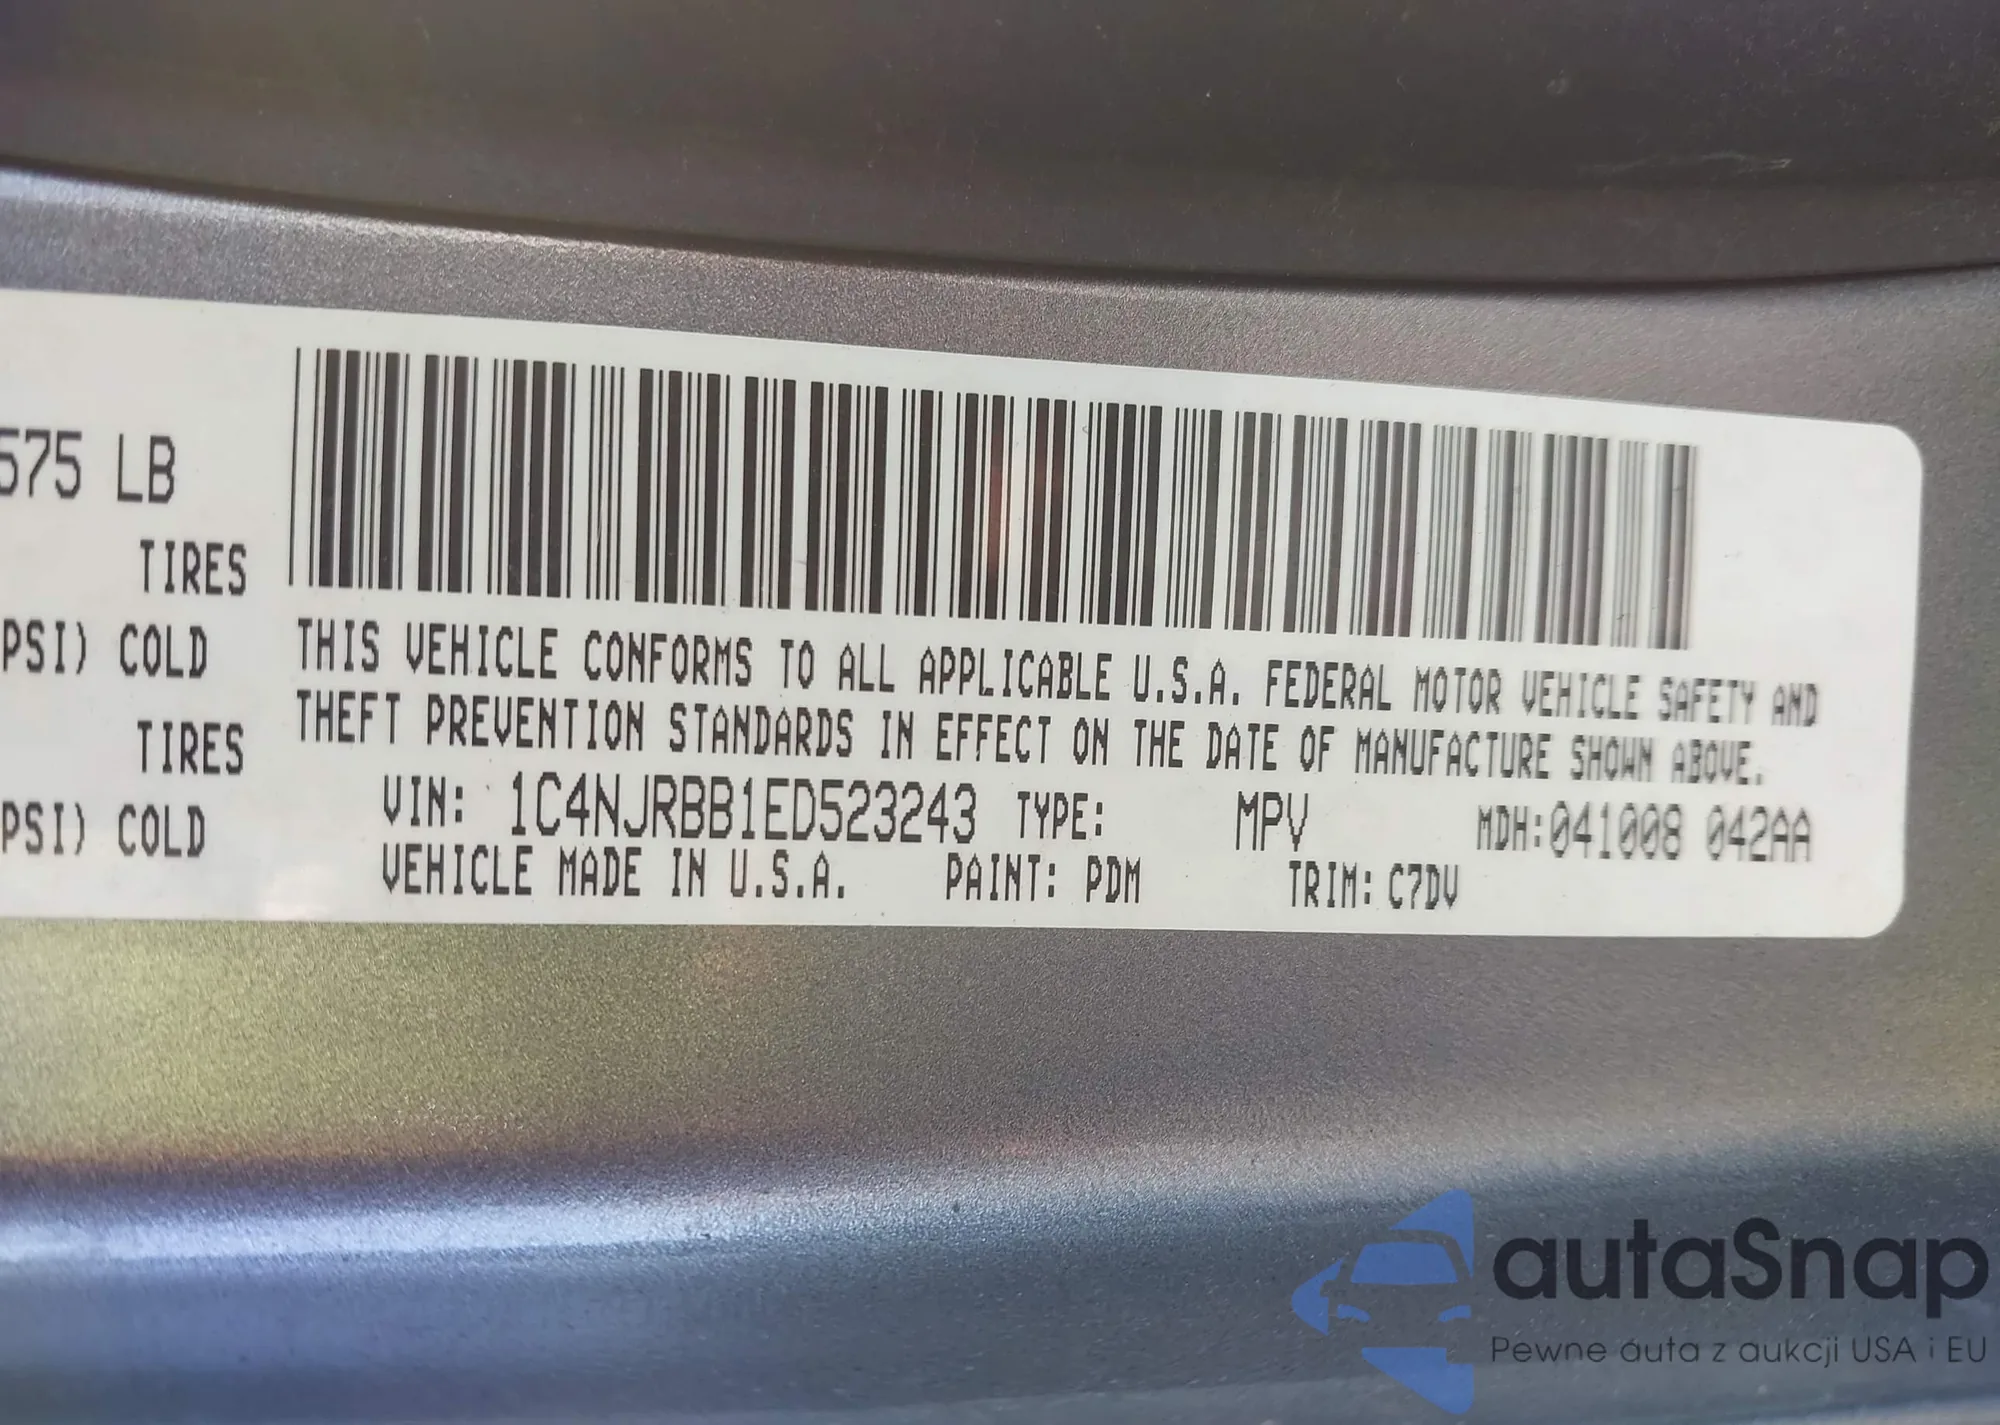 575 LB
TIRES
PSI) COLD
TIRES
PSI) COLD
THIS VEHICLE CONFORMS TO ALL APPLICABLE U.S.A. FEDERAL MOTOR VEHICLE SAFETY AND
THEFT PREVENTION STANDARDS IN EFFECT ON THE DATE OF MANUFACTURE SHOWN ABOVE.
VIN: 1C4NJRBB1ED523243 TYPE: MPV MDH:041008 042AA
VEHICLE MADE IN U.S.A. PAINT: PDM TRIM: C7DV
autaSnap
Pewne auta z aukcji USA i EU